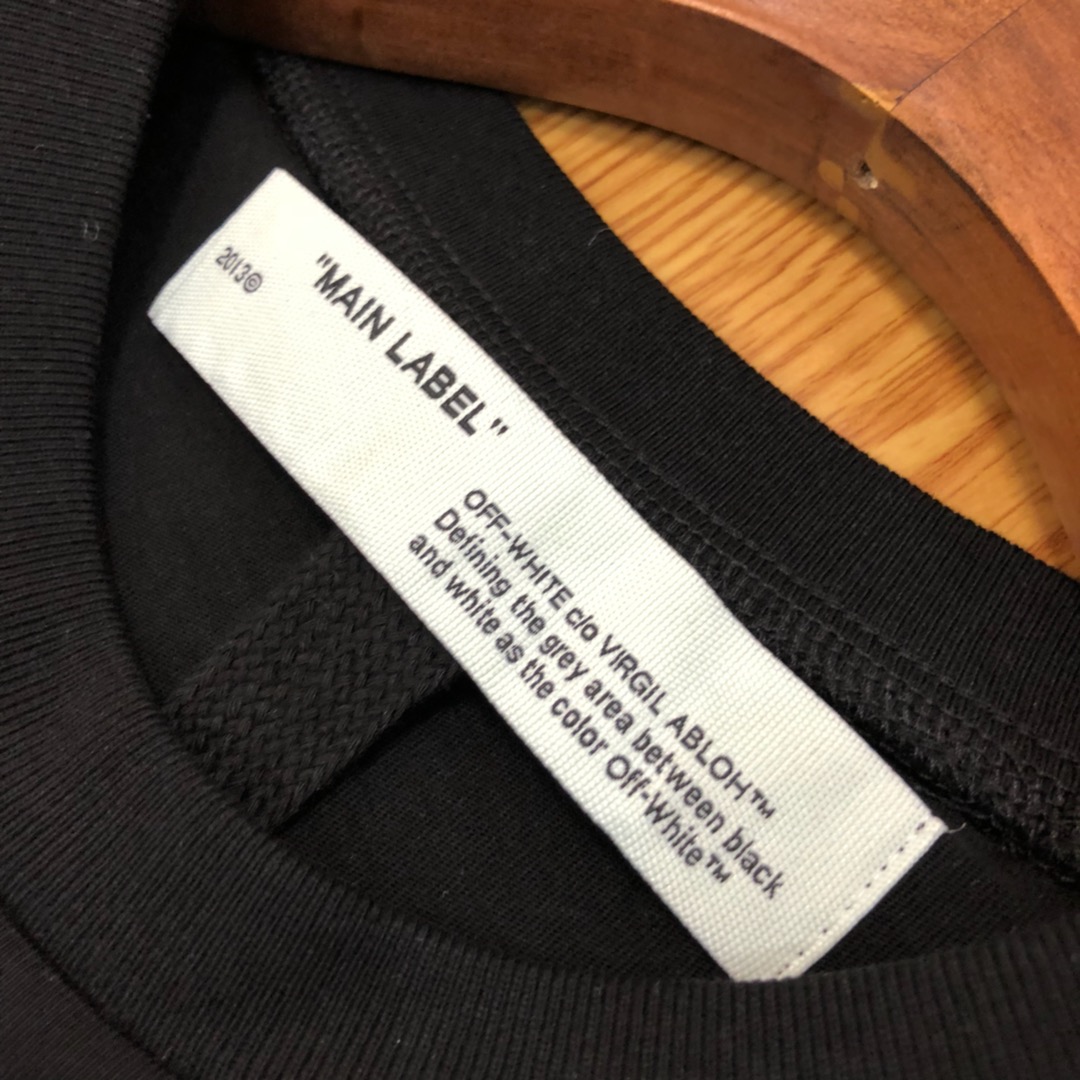 2013©
"MAIN LABEL"
OFF-WHITE c/o VIRGIL ABLOH™
Defining the grey area between black
and white as the color Off-White™